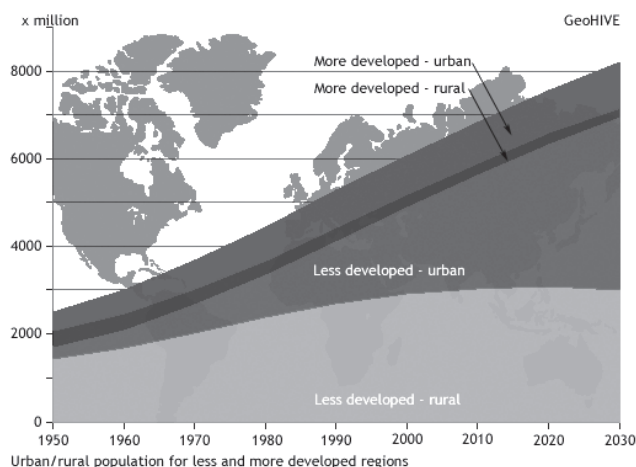 x million
GeoHIVE
More developed - urban
8000
More developed - rural
6000
4000
Less developed - urban
2000
Less developed - rural
0
1950 1960 1970 1980 1990 2000 2010 2020 2030
Urban/rural population for less and more developed regions